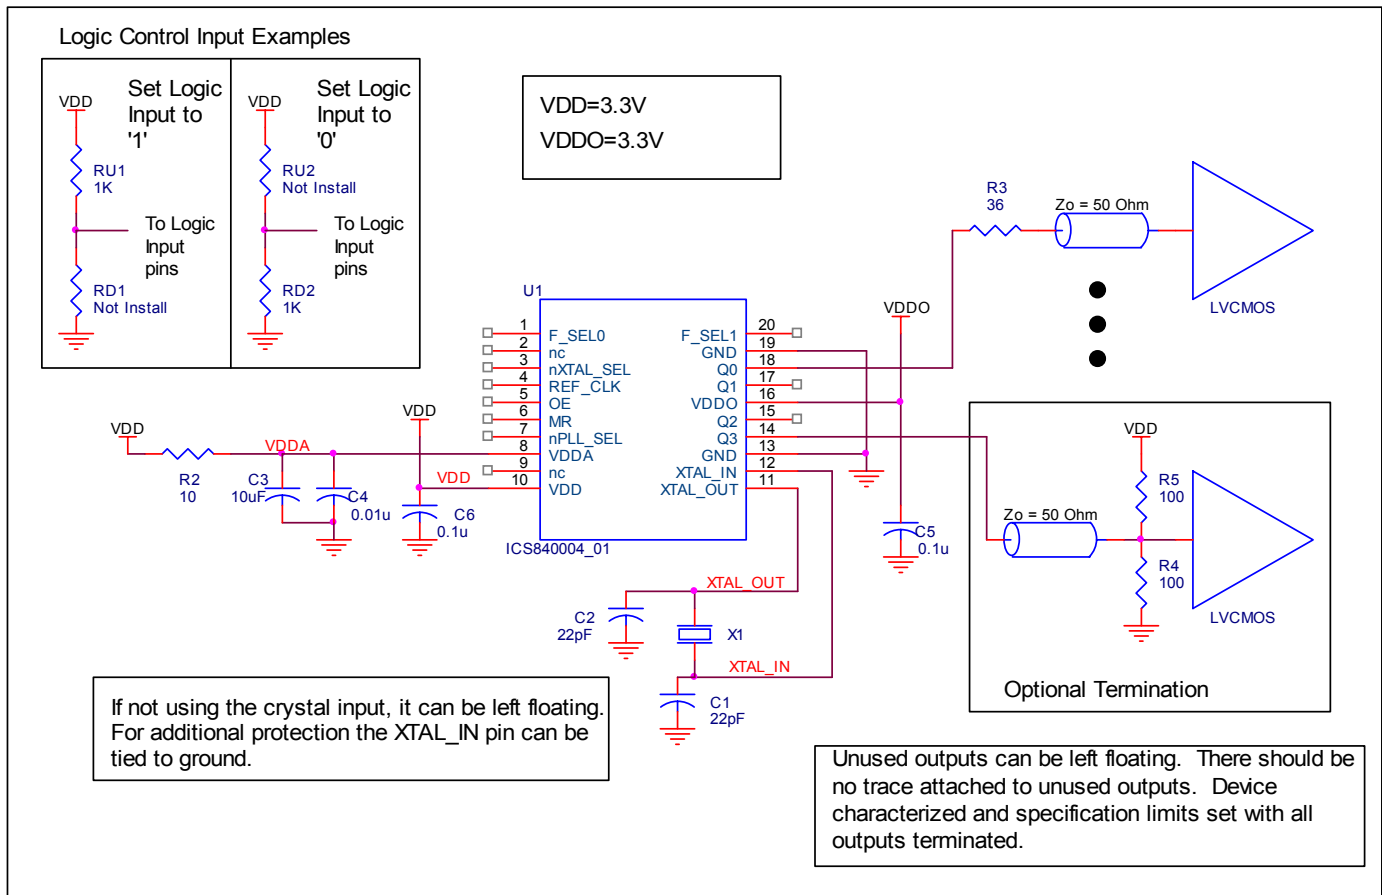 Logic Control Input Examples
Set Logic
Input to
'1'
VDD
RU1
1K
To Logic
Input
pins
RD1
Not Install
Set Logic
Input to
'0'
VDD
RU2
Not Install
To Logic
Input
pins
RD2
1K
VDD=3.3V
VDDO=3.3V
R3
36
Zo = 50 Ohm
LVCMOS
U1
1
F_SEL0
2
nc
3
nXTAL_SEL
4
REF_CLK
5
OE
6
MR
7
nPLL_SEL
8
VDDA
9
nc
10
VDD
20
F_SEL1
19
GND
18
Q0
17
Q1
16
VDDO
15
Q2
14
Q3
13
GND
12
XTAL_IN
11
XTAL_OUT
ICS840004_01
VDD
R2
10
VDDA
C3
10uF
C4
0.01u
VDD
VDD
C6
0.1u
VDDO
C5
0.1u
XTAL_OUT
C2
22pF
X1
XTAL_IN
C1
22pF
VDD
R5
100
Zo = 50 Ohm
R4
100
LVCMOS
Optional Termination
If not using the crystal input, it can be left floating.
For additional protection the XTAL_IN pin can be
tied to ground.
Unused outputs can be left floating. There should be
no trace attached to unused outputs. Device
characterized and specification limits set with all
outputs terminated.